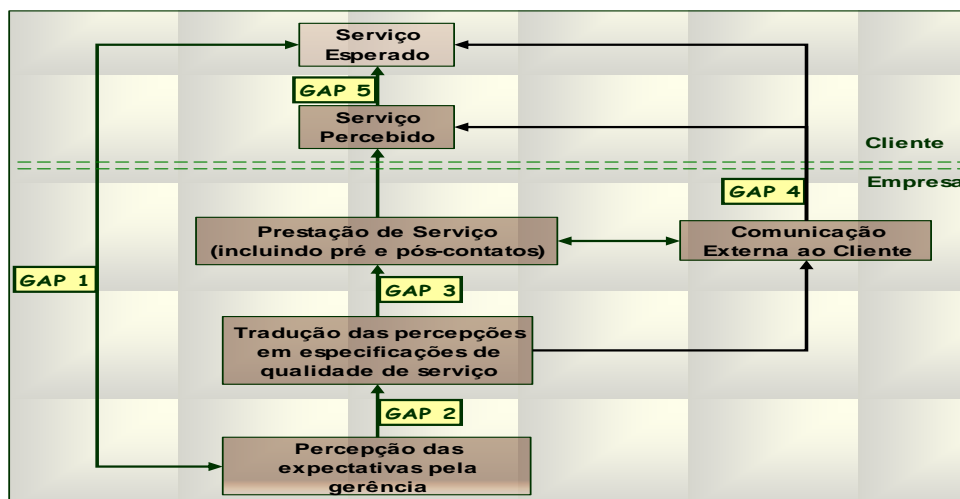 Serviço
Esperado
GAP 5
Serviço
Percebido
Cliente
Empresa
GAP 4
Prestação de Serviço
(incluindo pré e pós-contatos)
Comunicação
Externa ao Cliente
GAP 1
GAP 3
Tradução das percepções
em especificações de
qualidade de serviço
GAP 2
Percepção das
expectativas pela
gerência